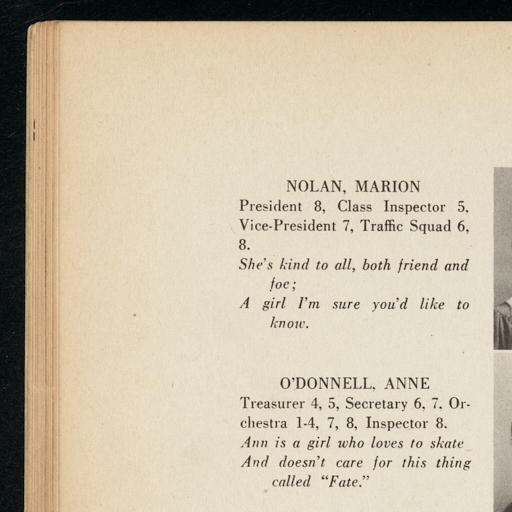 NOLAN, MARION
President 8, Class Inspector 5,
Vice-President 7, Traffic Squad 6,
8.
She's kind to all, both friend and
foe;
A girl I'm sure you'd like to
know.
O'DONNELL, ANNE
Treasurer 4, 5, Secretary 6, 7, Or-
chestra 1-4, 7, 8, Inspector 8.
Ann is a girl who loves to skate
And doesn't care for this thing
called "Fate."